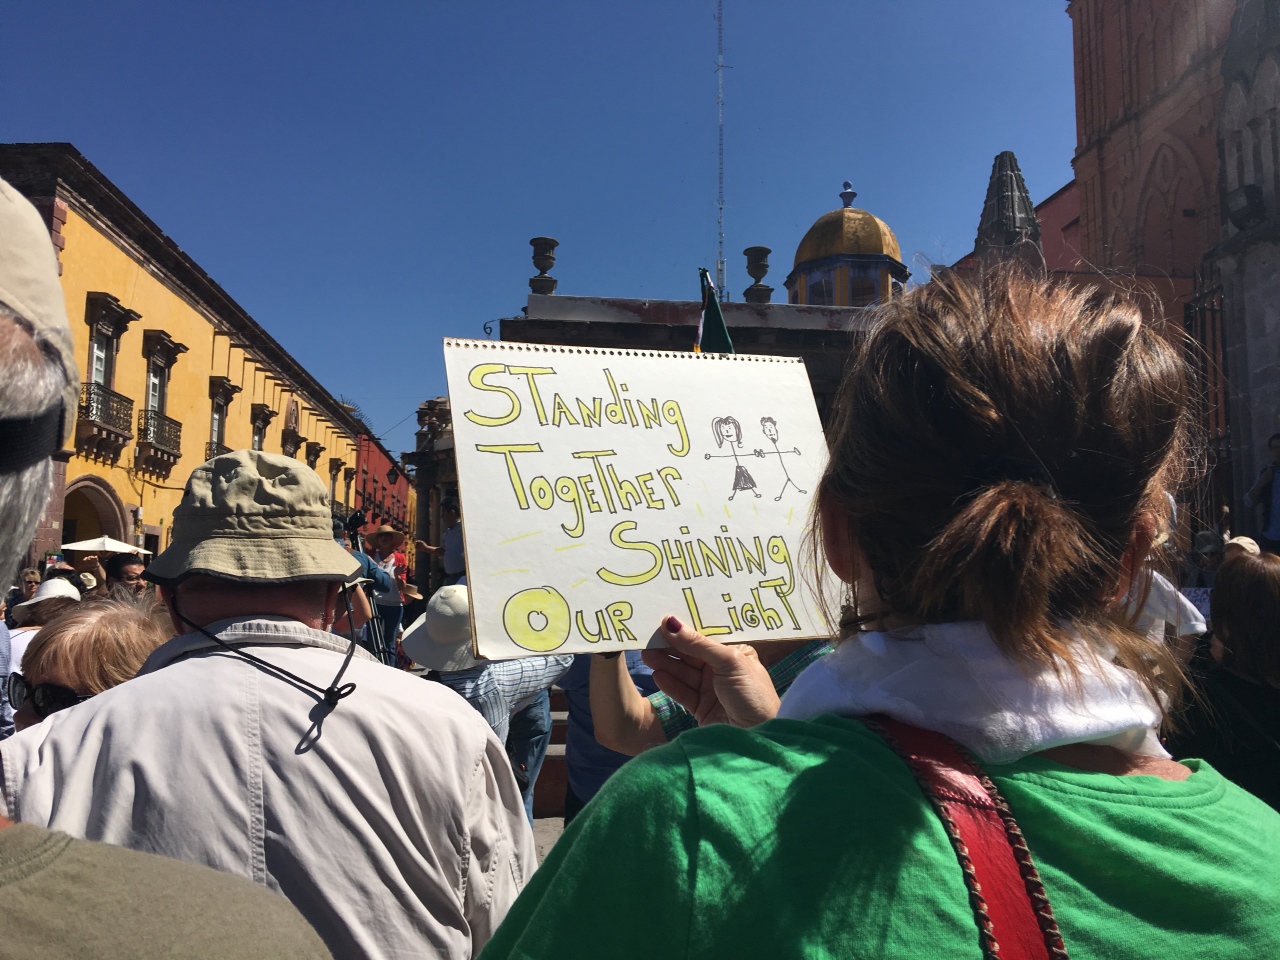 STANding
TogETher
SHiNiNg
OUR LigHT